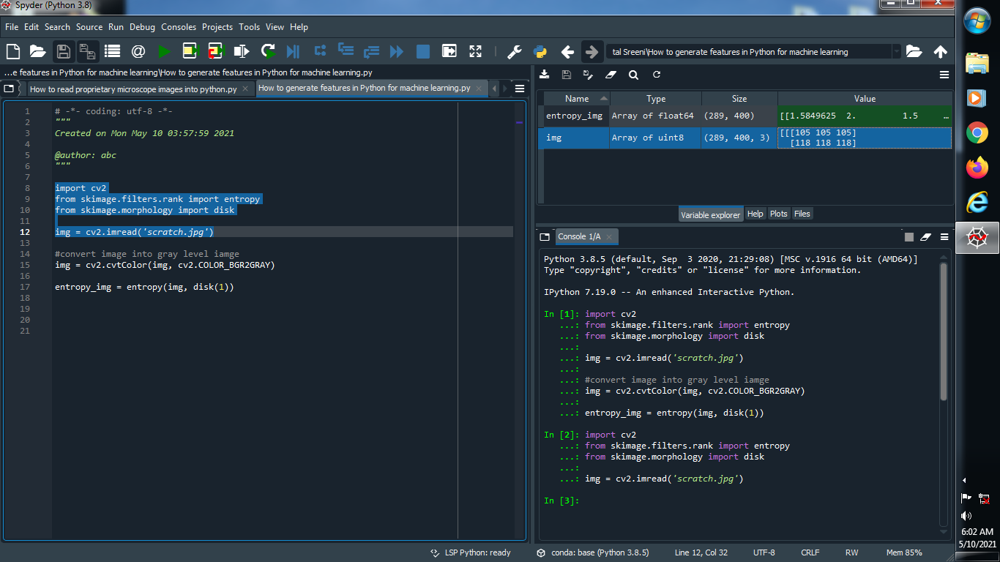 Spyder (Python 3.8)
File Edit Search Source Run Debug Consoles Projects Tools View Help
tal Sreeni\How to generate features in Python for machine learning
...e features in Python for machine learning\How to generate features in Python for machine learning.py
How to read proprietary microscope images into python.py
How to generate features in Python for machine learning.py
1 # -*- coding: utf-8 -*-
2 """
3 Created on Mon May 10 03:57:59 2021
4
5 @author: abc
6 """
7
8 import cv2
9 from skimage.filters.rank import entropy
10 from skimage.morphology import disk
11
12 img = cv2.imread('scratch.jpg')
13
14 #convert image into gray level iamge
15 img = cv2.cvtColor(img, cv2.COLOR_BGR2GRAY)
16
17 entropy_img = entropy(img, disk(1))
18
19
20
21
Name Type Size Value
entropy_img Array of float64 (289, 400) [[1.5849625 2. 1.5 ...
img Array of uint8 (289, 400, 3) [[[105 105 105]
[118 118 118]
Variable explorer Help Plots Files
Console 1/A
Python 3.8.5 (default, Sep  3 2020, 21:29:08) [MSC v.1916 64 bit (AMD64)]
Type "copyright", "credits" or "license" for more information.
IPython 7.19.0 -- An enhanced Interactive Python.
In [1]: import cv2
...: from skimage.filters.rank import entropy
...: from skimage.morphology import disk
...:
...: img = cv2.imread('scratch.jpg')
...:
...: #convert image into gray level iamge
...: img = cv2.cvtColor(img, cv2.COLOR_BGR2GRAY)
...:
...: entropy_img = entropy(img, disk(1))
In [2]: import cv2
...: from skimage.filters.rank import entropy
...: from skimage.morphology import disk
...:
...: img = cv2.imread('scratch.jpg')
In [3]:
LSP Python: ready conda: base (Python 3.8.5) Line 12, Col 32 UTF-8 CRLF RW Mem 85%
6:02 AM
5/10/2021